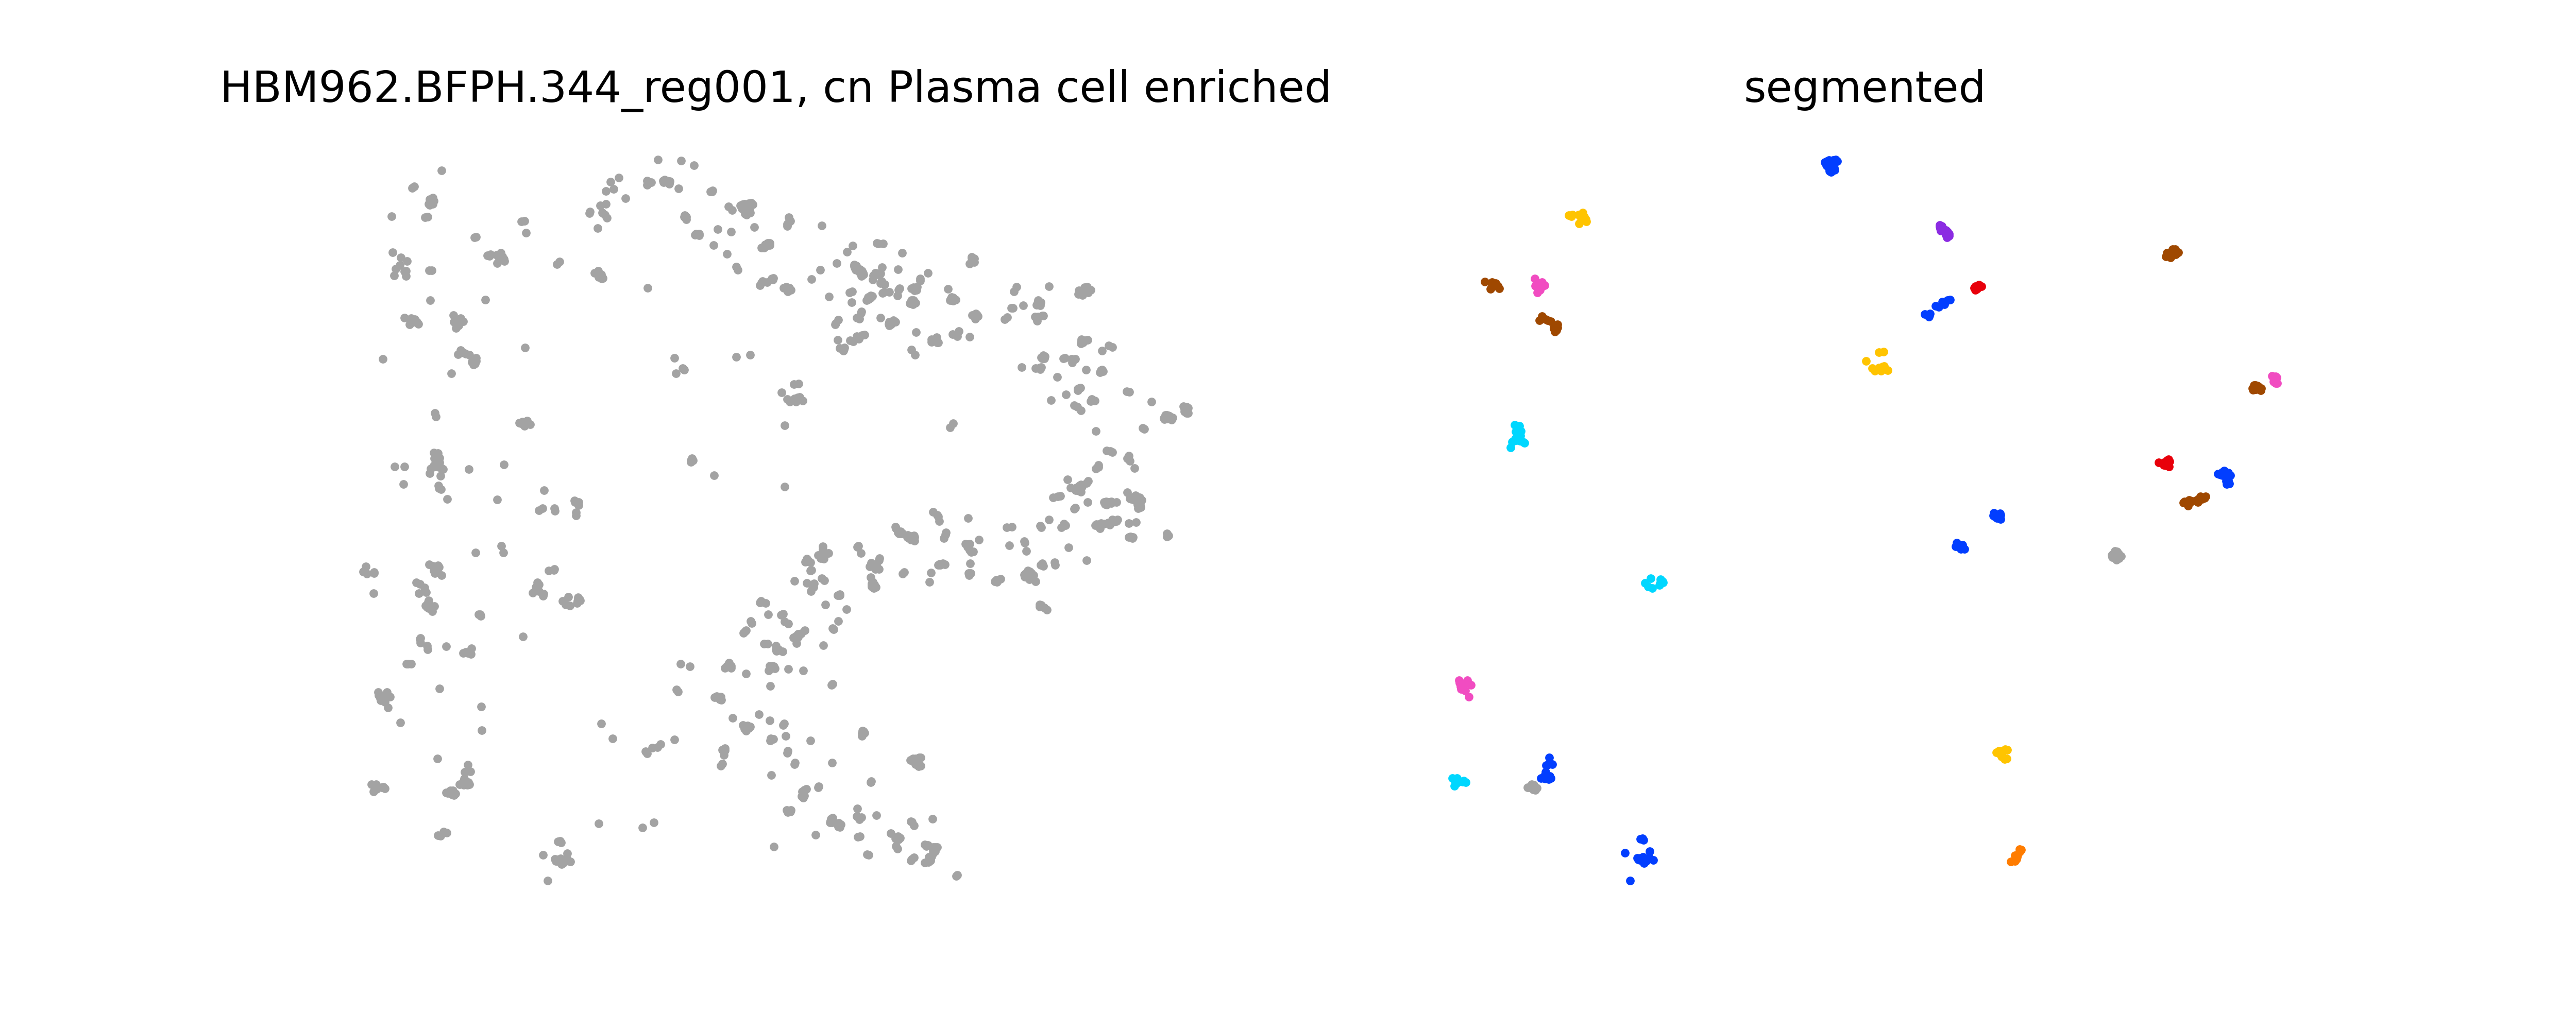 HBM962.BFPH.344_reg001, cn Plasma cell enriched
segmented